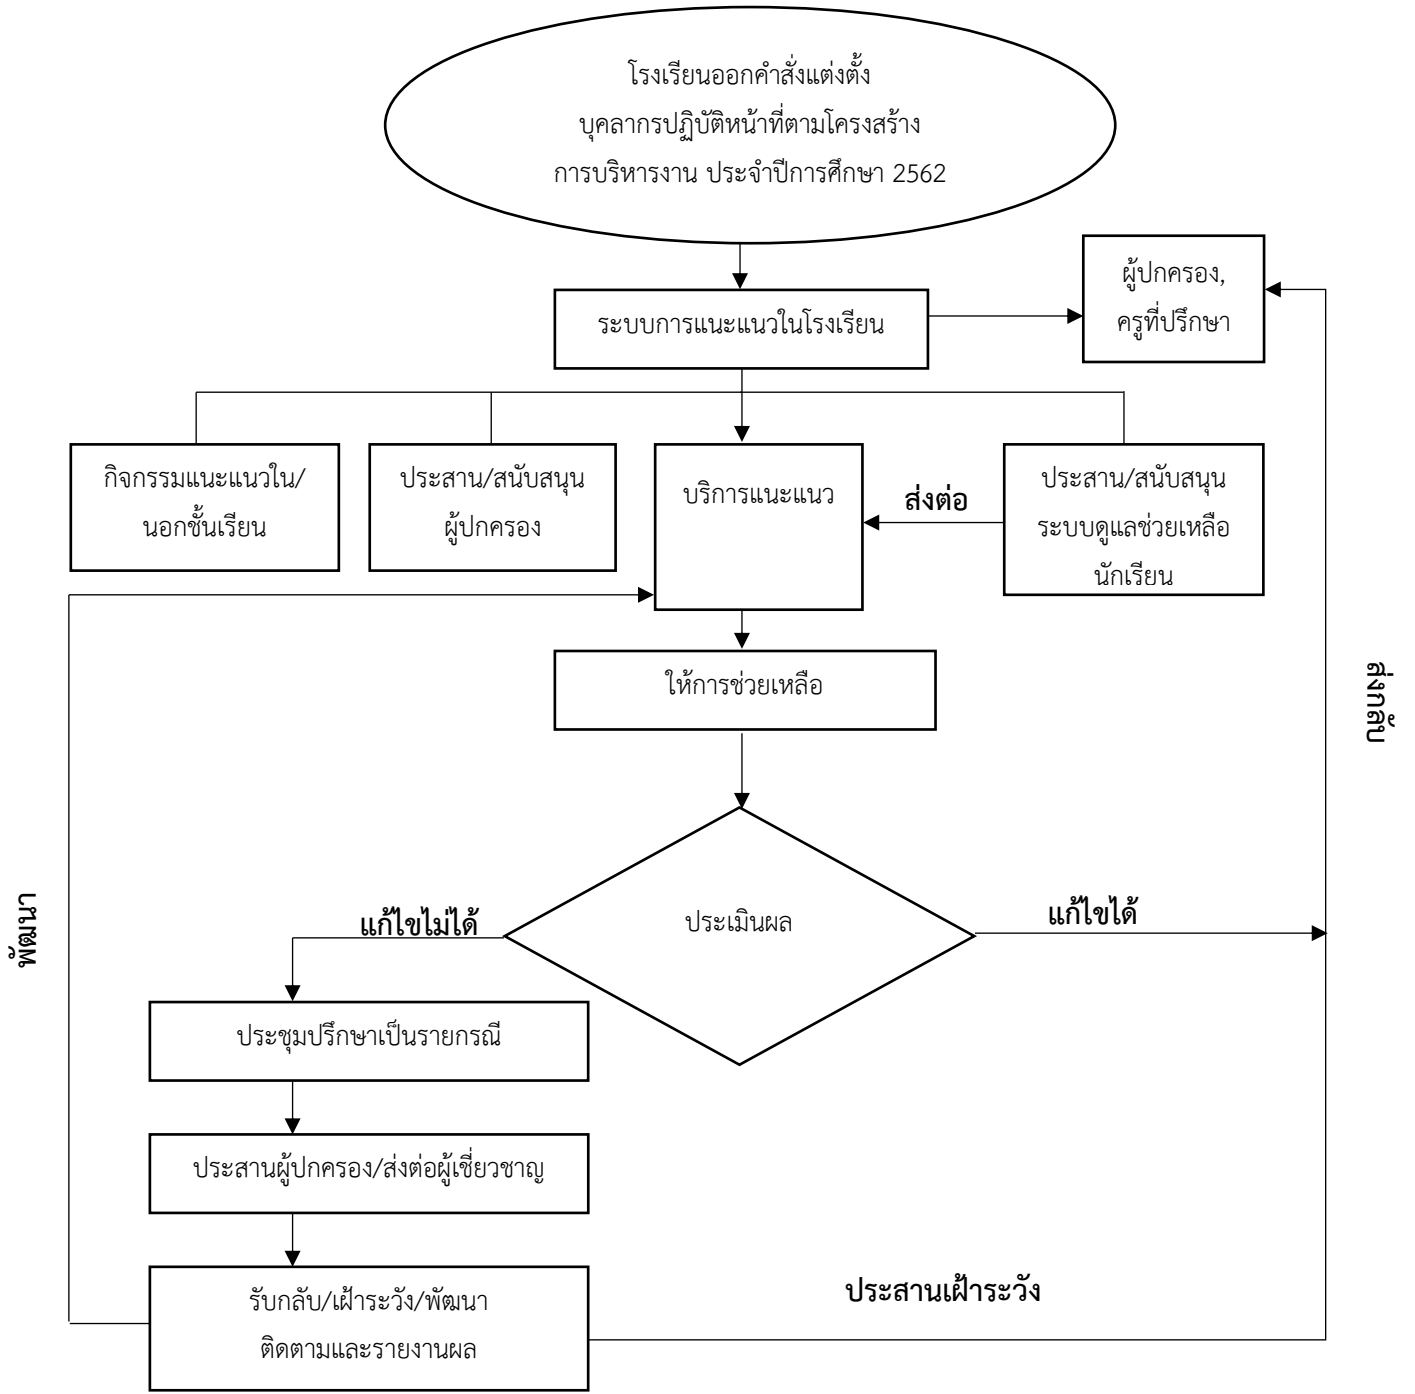 โรงเรียนออกคำสั่งแต่งตั้ง
บุคลากรปฏิบัติหน้าที่ตามโครงสร้าง
การบริหารงาน ประจำปีการศึกษา 2562
ระบบการแนะแนวในโรงเรียน
ผู้ปกครอง,
ครูที่ปรึกษา
กิจกรรมแนะแนวใน/
นอกชั้นเรียน
ประสาน/สนับสนุน
ผู้ปกครอง
บริการแนะแนว
ส่งต่อ
ประสาน/สนับสนุน
ระบบดูแลช่วยเหลือ
นักเรียน
ให้การช่วยเหลือ
ส่งกลับ
ประเมินผล
แก้ไขไม่ได้
แก้ไขได้
พัฒนา
ประชุมปรึกษาเป็นรายกรณี
ประสานผู้ปกครอง/ส่งต่อผู้เชี่ยวชาญ
รับกลับ/เฝ้าระวัง/พัฒนา
ติดตามและรายงานผล
ประสานเฝ้าระวัง